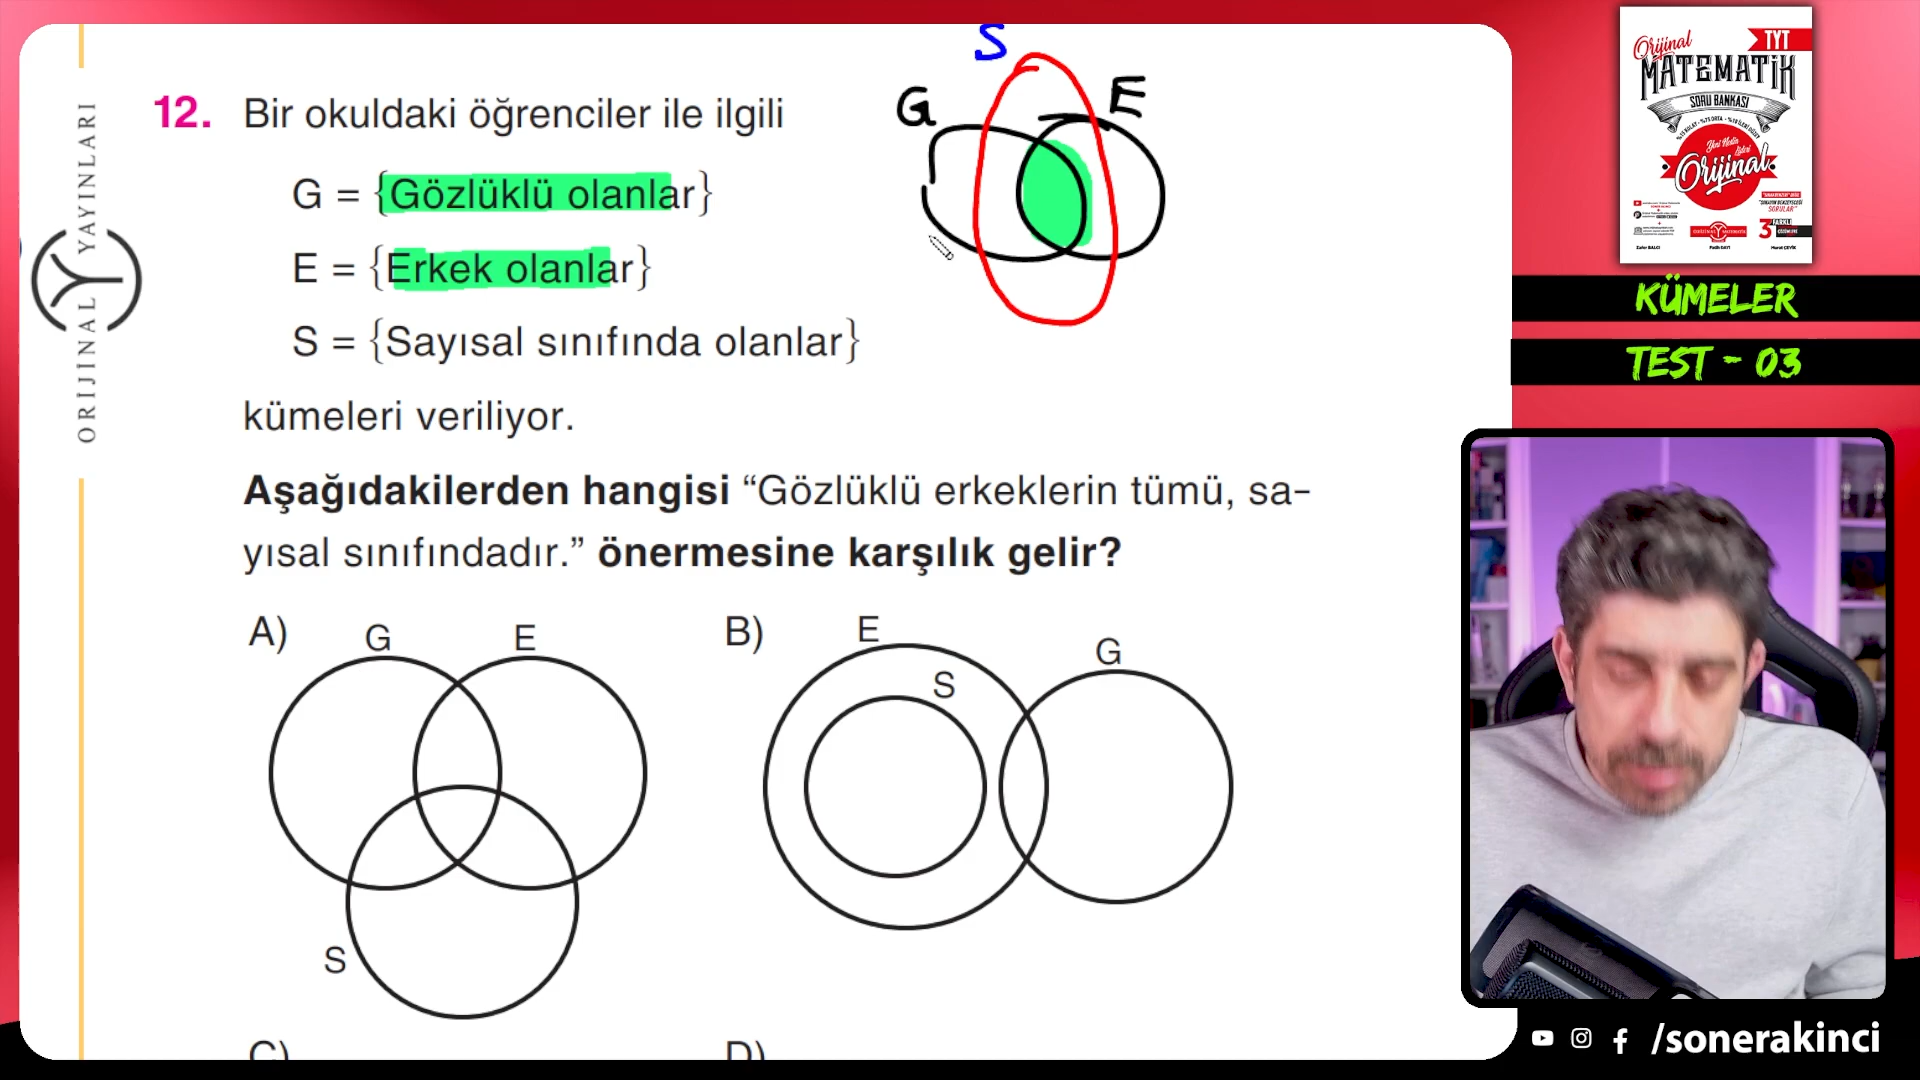 12. Bir okuldaki öğrenciler ile ilgili
G = {Gözlüklü olanlar}
E = {Erkek olanlar}
S = {Sayısal sınıfında olanlar}
kümeleri veriliyor.
Aşağıdakilerden hangisi “Gözlüklü erkeklerin tümü, sa-
yısal sınıfındadır.” önermesine karşılık gelir?
A)
G
E
S
B)
E
S
G
C)
D)
S
G
E
ORİJİNAL YAYINLARI
Orijinal
TYT
MATEMATİK
SORU BANKASI
Orijinal
3
KÜMELER
TEST - 03
/sonerakinci